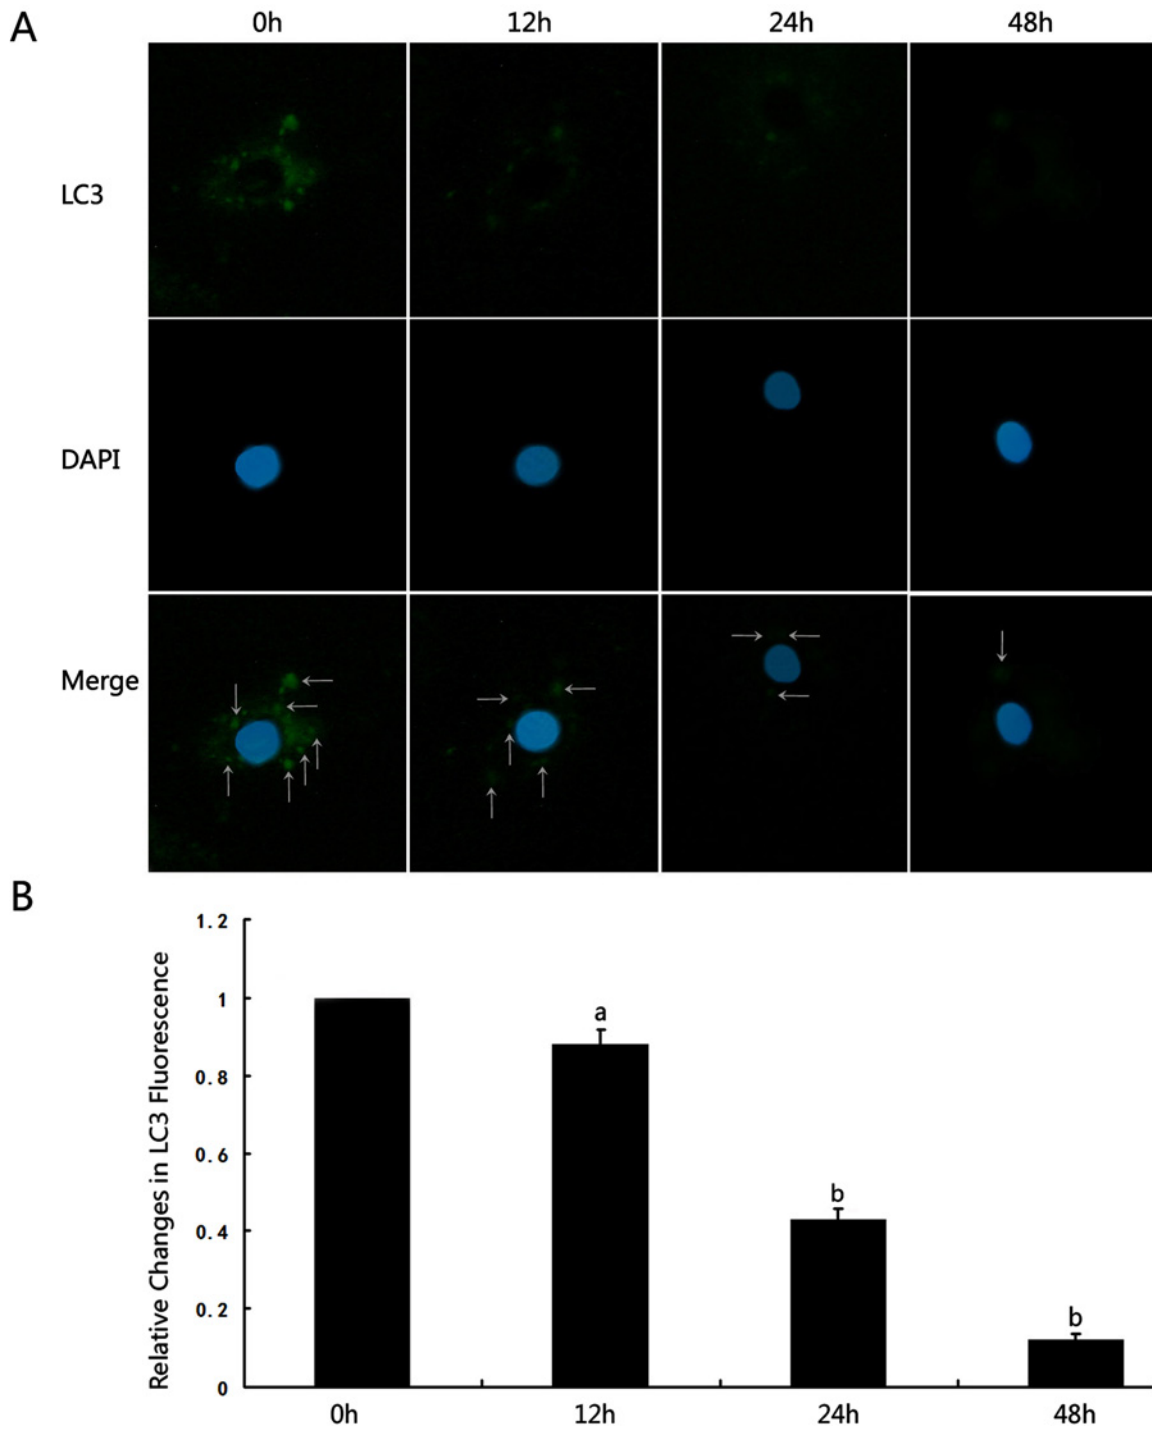 A
0h 12h 24h 48h
LC3
DAPI
Merge
B
Relative Changes in LC3 Fluorescence
1.2
1
0.8
0.6
0.4
0.2
0
a
b
b
0h 12h 24h 48h